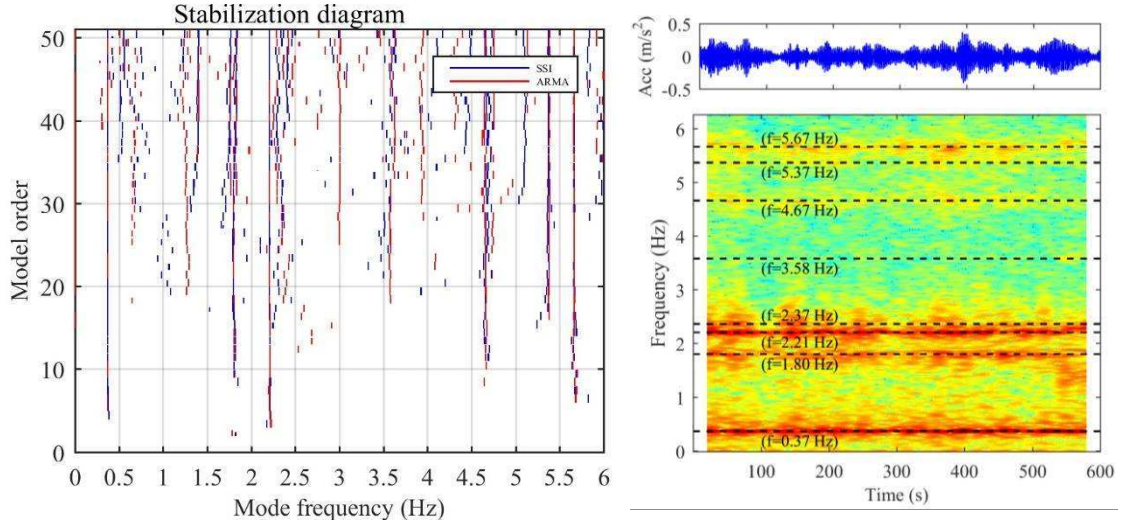 Stabilization diagram
50
40
30
20
10
0
Model order
SSI
ARMA
0 0.5 1 1.5 2 2.5 3 3.5 4 4.5 5 5.5 6
Mode frequency (Hz)
0.5
0
-0.5
Acc (m/s²)
6
5
4
3
2
1
0
Frequency (Hz)
(f=5.67 Hz)
(f=5.37 Hz)
(f=4.67 Hz)
(f=3.58 Hz)
(f=2.37 Hz)
(f=2.21 Hz)
(f=1.80 Hz)
(f=0.37 Hz)
100 200 300 400 500 600
Time (s)